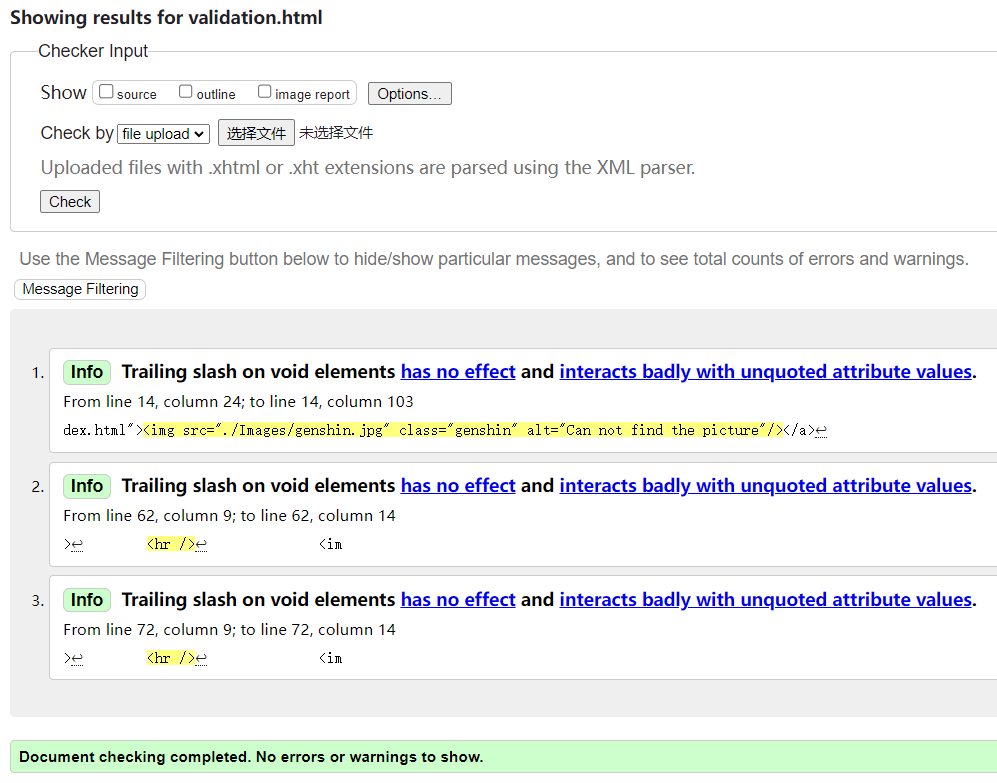 Showing results for validation.html
Checker Input
Show source outline image report Options...
Check by file upload 选择文件 未选择文件
Uploaded files with .xhtml or .xht extensions are parsed using the XML parser.
Check
Use the Message Filtering button below to hide/show particular messages, and to see total counts of errors and warnings.
Message Filtering
1. Info Trailing slash on void elements has no effect and interacts badly with unquoted attribute values.
From line 14, column 24; to line 14, column 103
dex.html"><img src="./Images/genshin.jpg" class="genshin" alt="Can not find the picture"/></a>↩
2. Info Trailing slash on void elements has no effect and interacts badly with unquoted attribute values.
From line 62, column 9; to line 62, column 14
>↩ <hr />↩ <im
3. Info Trailing slash on void elements has no effect and interacts badly with unquoted attribute values.
From line 72, column 9; to line 72, column 14
>↩ <hr />↩ <im
Document checking completed. No errors or warnings to show.